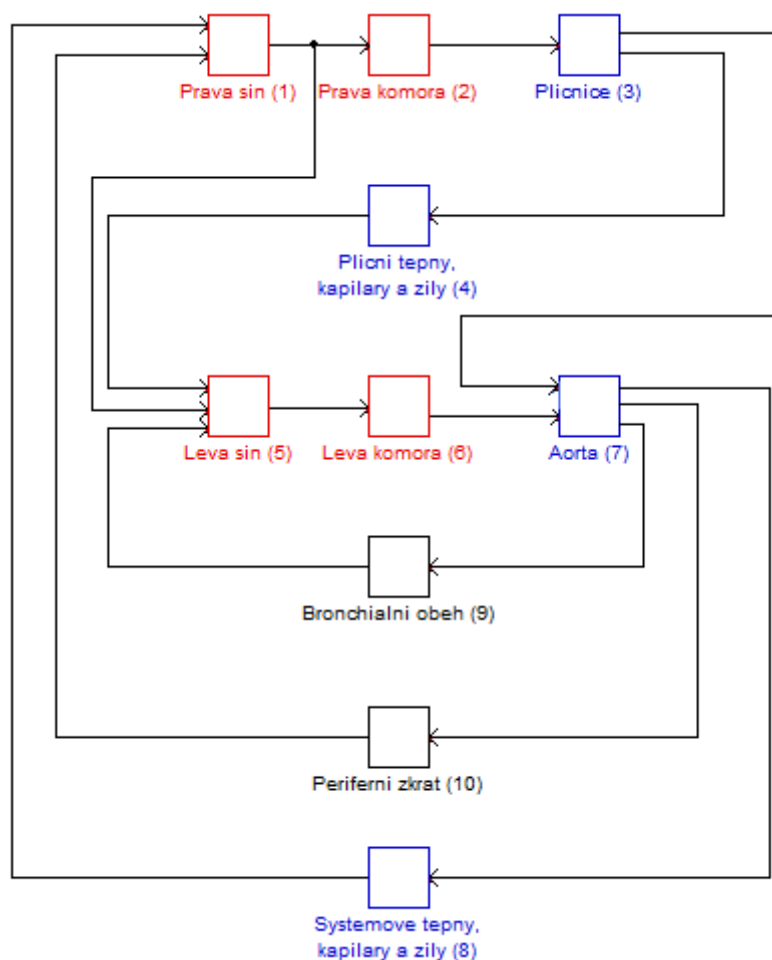 Prava sin (1)
Prava komora (2)
Plicnice (3)
Plicni tepny,
kapilary a zily (4)
Leva sin (5)
Leva komora (6)
Aorta (7)
Bronchialni obeh (9)
Periferni zkrat (10)
Systemove tepny,
kapilary a zily (8)